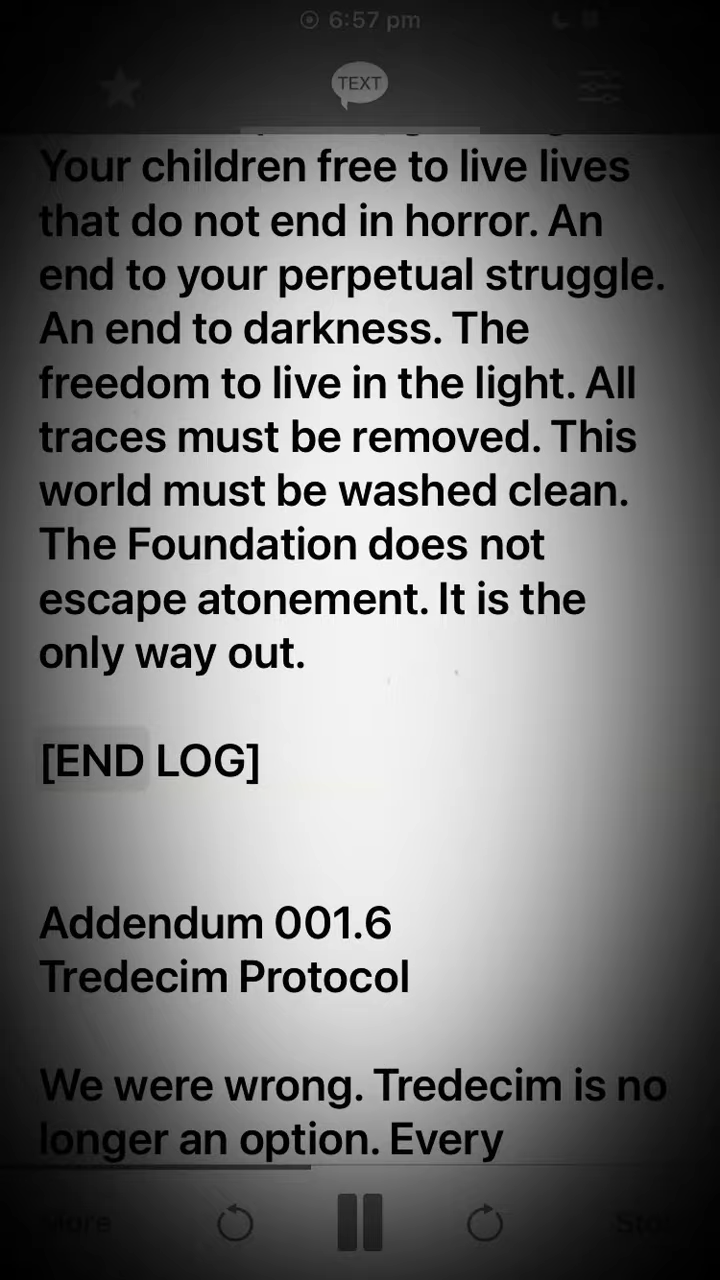 6:57 pm
TEXT
Your children free to live lives
that do not end in horror. An
end to your perpetual struggle.
An end to darkness. The
freedom to live in the light. All
traces must be removed. This
world must be washed clean.
The Foundation does not
escape atonement. It is the
only way out.
[END LOG]
Addendum 001.6
Tredecim Protocol
We were wrong. Tredecim is no
longer an option. Every
More